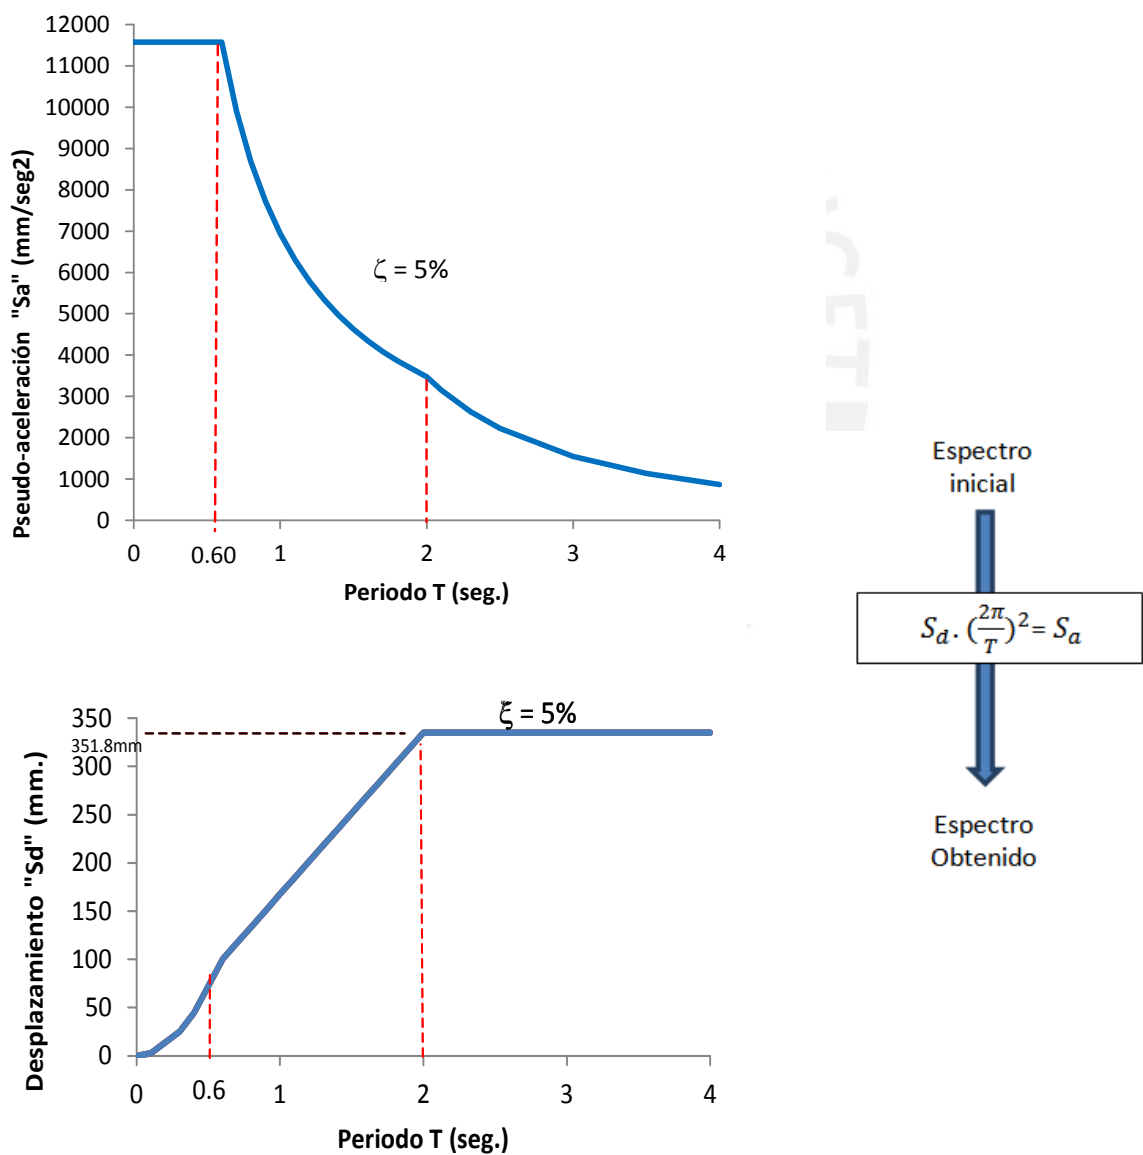 Pseudo-aceleración "Sa" (mm/seg2)
12000
11000
10000
9000
8000
7000
6000
5000
4000
3000
2000
1000
0
ζ = 5%
0
0.60
1
2
3
4
Periodo T (seg.)
Espectro
inicial
S_d . (2π/T)² = S_a
Espectro
Obtenido
Desplazamiento "Sd" (mm.)
350
351.8mm
300
250
200
150
100
50
0
ξ = 5%
0
0.6
1
2
3
4
Periodo T (seg.)